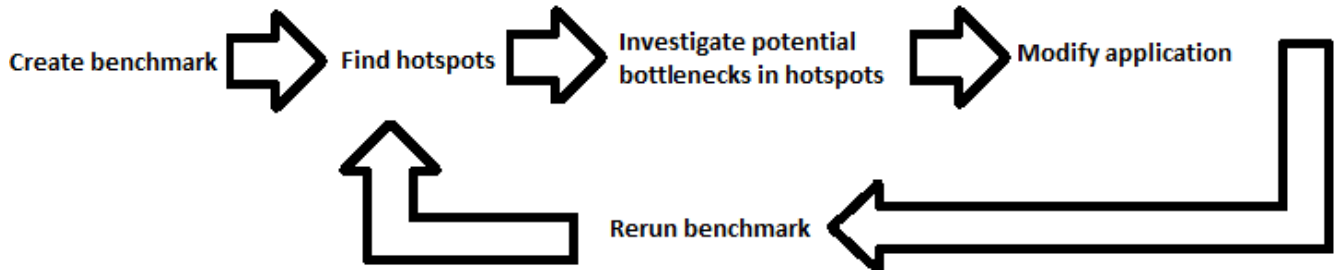 Create benchmark
Find hotspots
Investigate potential
bottlenecks in hotspots
Modify application
Rerun benchmark